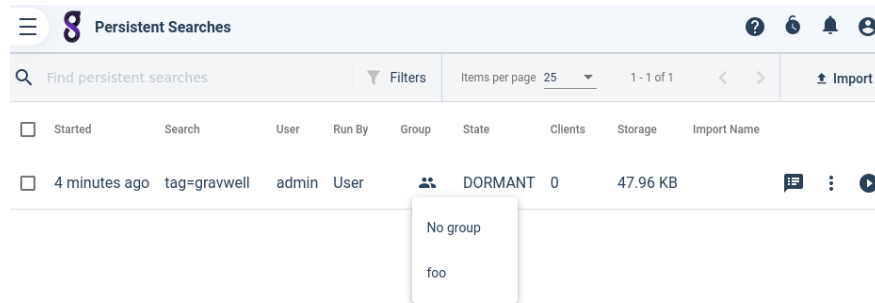 Persistent Searches
Find persistent searches Filters Items per page 25 1 - 1 of 1 Import
Started Search User Run By Group State Clients Storage Import Name
4 minutes ago tag=gravwell admin User DORMANT 0 47.96 KB
No group
foo